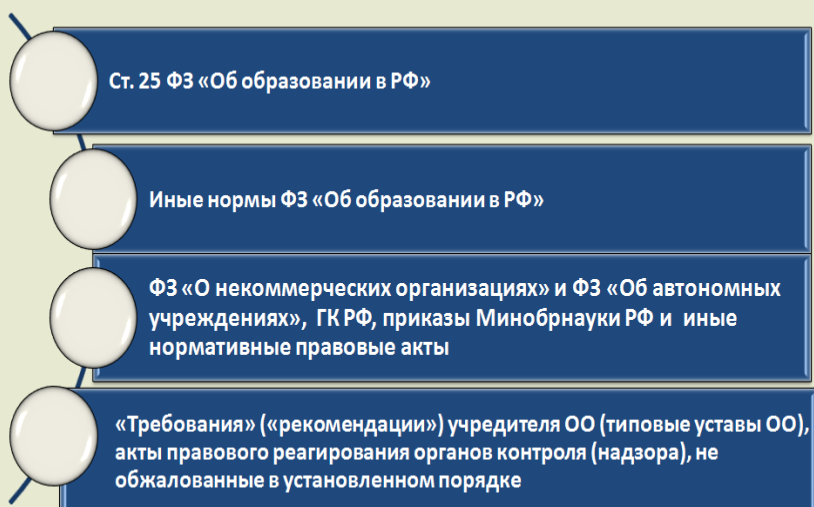 Ст. 25 ФЗ «Об образовании в РФ»
Иные нормы ФЗ «Об образовании в РФ»
ФЗ «О некоммерческих организациях» и ФЗ «Об автономных
учреждениях», ГК РФ, приказы Минобрнауки РФ и иные
нормативные правовые акты
«Требования» («рекомендации») учредителя ОО (типовые уставы ОО),
акты правового реагирования органов контроля (надзора), не
обжалованные в установленном порядке